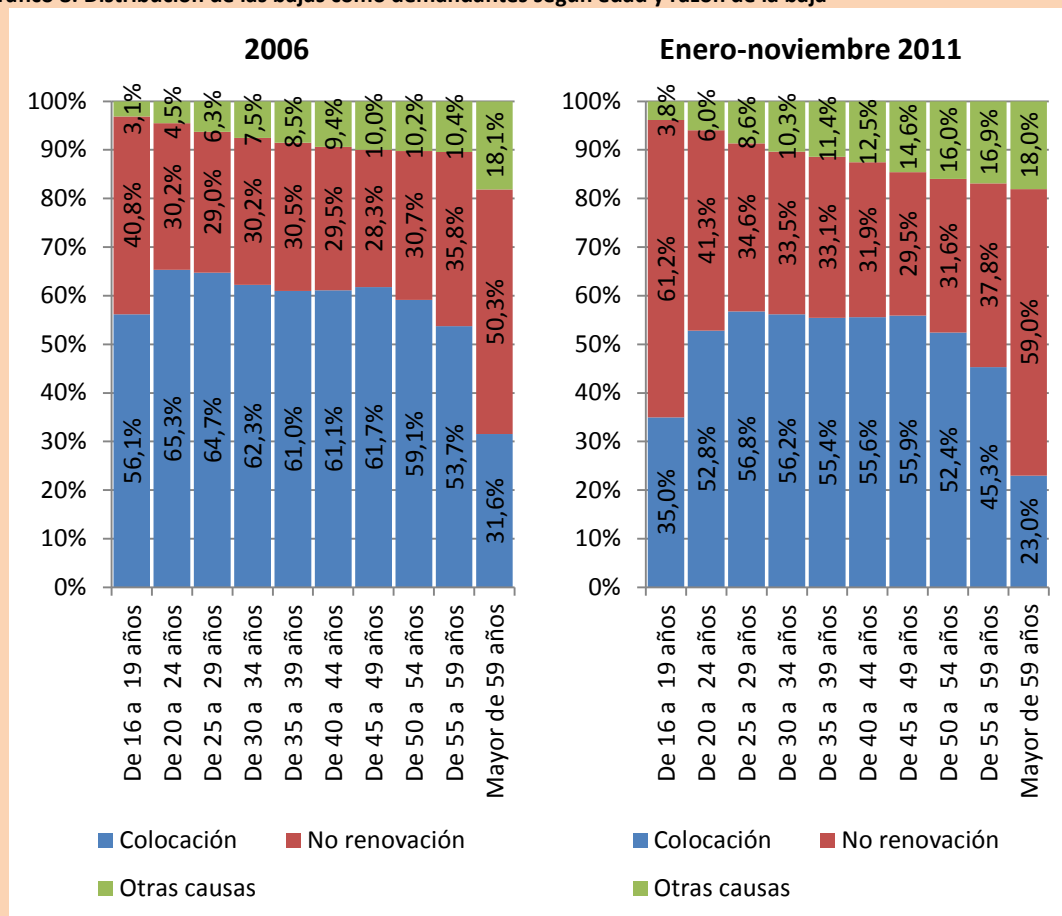 Distribución de las bajas como demandantes según edad y razón de la baja
2006
100%
90%
80%
70%
60%
50%
40%
30%
20%
10%
0%
3,1%
4,5%
6,3%
7,5%
8,5%
9,4%
10,0%
10,2%
10,4%
18,1%
40,8%
30,2%
29,0%
30,2%
30,5%
29,5%
28,3%
30,7%
35,8%
50,3%
56,1%
65,3%
64,7%
62,3%
61,0%
61,1%
61,7%
59,1%
53,7%
31,6%
De 16 a 19 años
De 20 a 24 años
De 25 a 29 años
De 30 a 34 años
De 35 a 39 años
De 40 a 44 años
De 45 a 49 años
De 50 a 54 años
De 55 a 59 años
Mayor de 59 años
Colocación
No renovación
Otras causas
Enero-noviembre 2011
100%
90%
80%
70%
60%
50%
40%
30%
20%
10%
0%
3,8%
6,0%
8,6%
10,3%
11,4%
12,5%
14,6%
16,0%
16,9%
18,0%
61,2%
41,3%
34,6%
33,5%
33,1%
31,9%
29,5%
31,6%
37,8%
59,0%
35,0%
52,8%
56,8%
56,2%
55,4%
55,6%
55,9%
52,4%
45,3%
23,0%
De 16 a 19 años
De 20 a 24 años
De 25 a 29 años
De 30 a 34 años
De 35 a 39 años
De 40 a 44 años
De 45 a 49 años
De 50 a 54 años
De 55 a 59 años
Mayor de 59 años
Colocación
No renovación
Otras causas